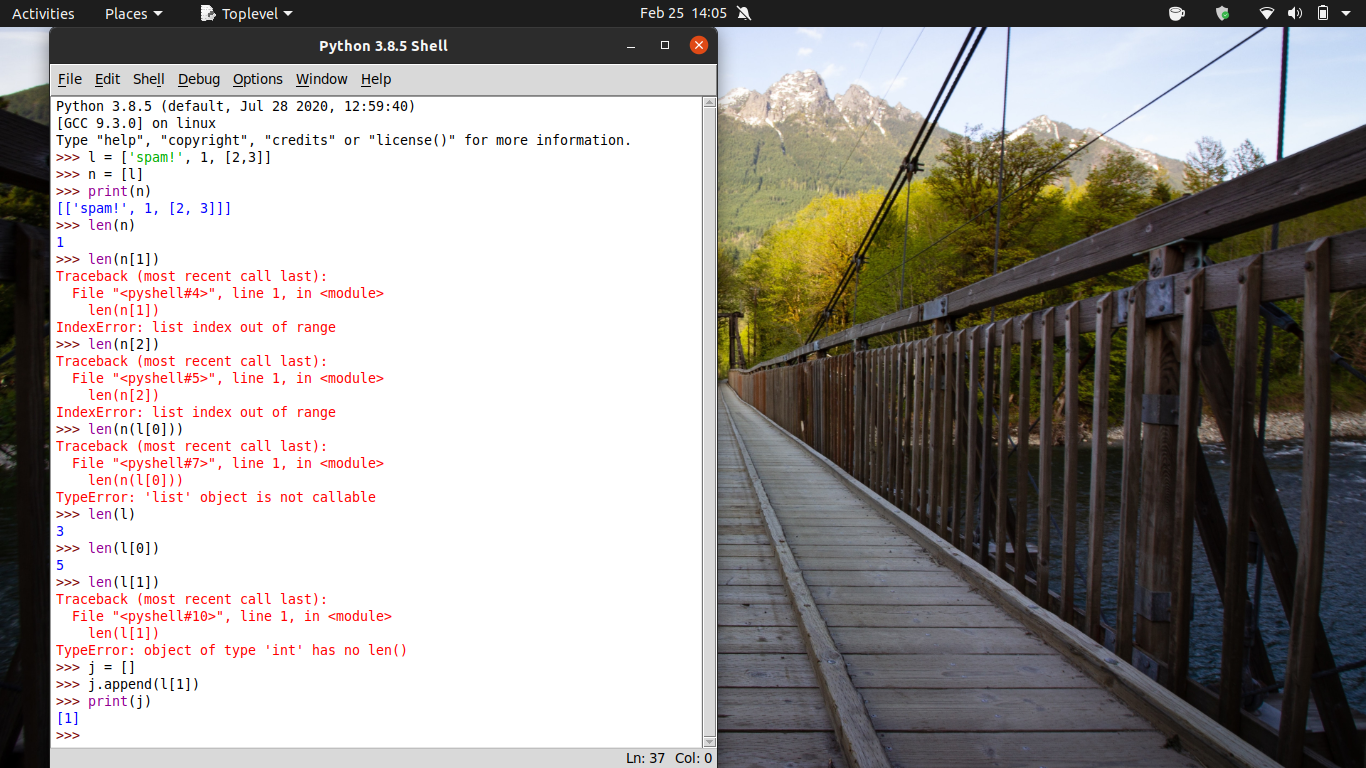 Activities Places Toplevel Feb 25 14:05
Python 3.8.5 Shell
File Edit Shell Debug Options Window Help
Python 3.8.5 (default, Jul 28 2020, 12:59:40)
[GCC 9.3.0] on linux
Type "help", "copyright", "credits" or "license()" for more information.
>>> l = ['spam!', 1, [2,3]]
>>> n = [l]
>>> print(n)
[['spam!', 1, [2, 3]]]
>>> len(n)
1
>>> len(n[1])
Traceback (most recent call last):
  File "<pyshell#4>", line 1, in <module>
    len(n[1])
IndexError: list index out of range
>>> len(n[2])
Traceback (most recent call last):
  File "<pyshell#5>", line 1, in <module>
    len(n[2])
IndexError: list index out of range
>>> len(n(l[0]))
Traceback (most recent call last):
  File "<pyshell#7>", line 1, in <module>
    len(n(l[0]))
TypeError: 'list' object is not callable
>>> len(l)
3
>>> len(l[0])
5
>>> len(l[1])
Traceback (most recent call last):
  File "<pyshell#10>", line 1, in <module>
    len(l[1])
TypeError: object of type 'int' has no len()
>>> j = []
>>> j.append(l[1])
>>> print(j)
[1]
>>>
Ln: 37 Col: 0